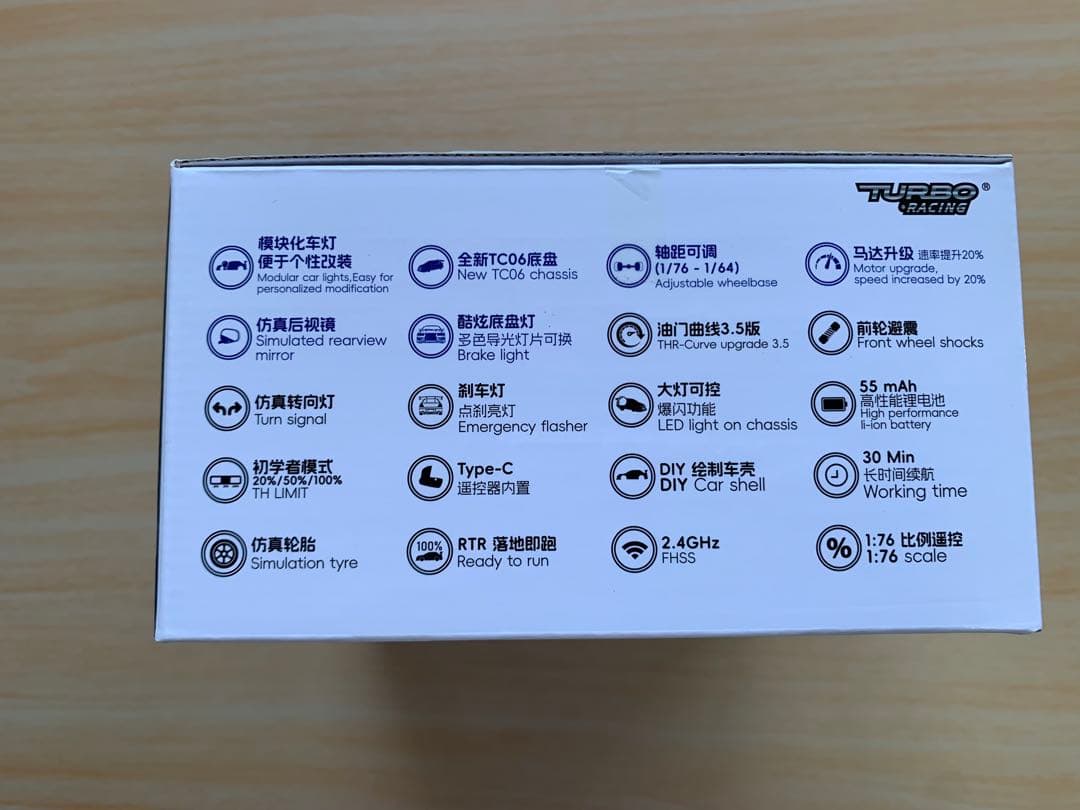 TURBO
RACING
®
模块化车灯
便于个性改装
Modular car lights,Easy for
personalized modification
全新TC06底盘
New TC06 chassis
轴距可调
(1/76 - 1/64)
Adjustable wheelbase
马达升级 速率提升20%
Motor upgrade,
speed increased by 20%
仿真后视镜
Simulated rearview
mirror
酷炫底盘灯
多色导光灯片可换
Brake light
油门曲线3.5版
THR-Curve upgrade 3.5
前轮避震
Front wheel shocks
仿真转向灯
Turn signal
刹车灯
点刹亮灯
Emergency flasher
大灯可控
爆闪功能
LED light on chassis
55 mAh
高性能锂电池
High performance
li-ion battery
初学者模式
20%/50%/100%
TH LIMIT
Type-C
遥控器内置
DIY 绘制车壳
DIY Car shell
30 Min
长时间续航
Working time
仿真轮胎
Simulation tyre
100%
RTR 落地即跑
Ready to run
2.4GHz
FHSS
%
1:76 比例遥控
1:76 scale